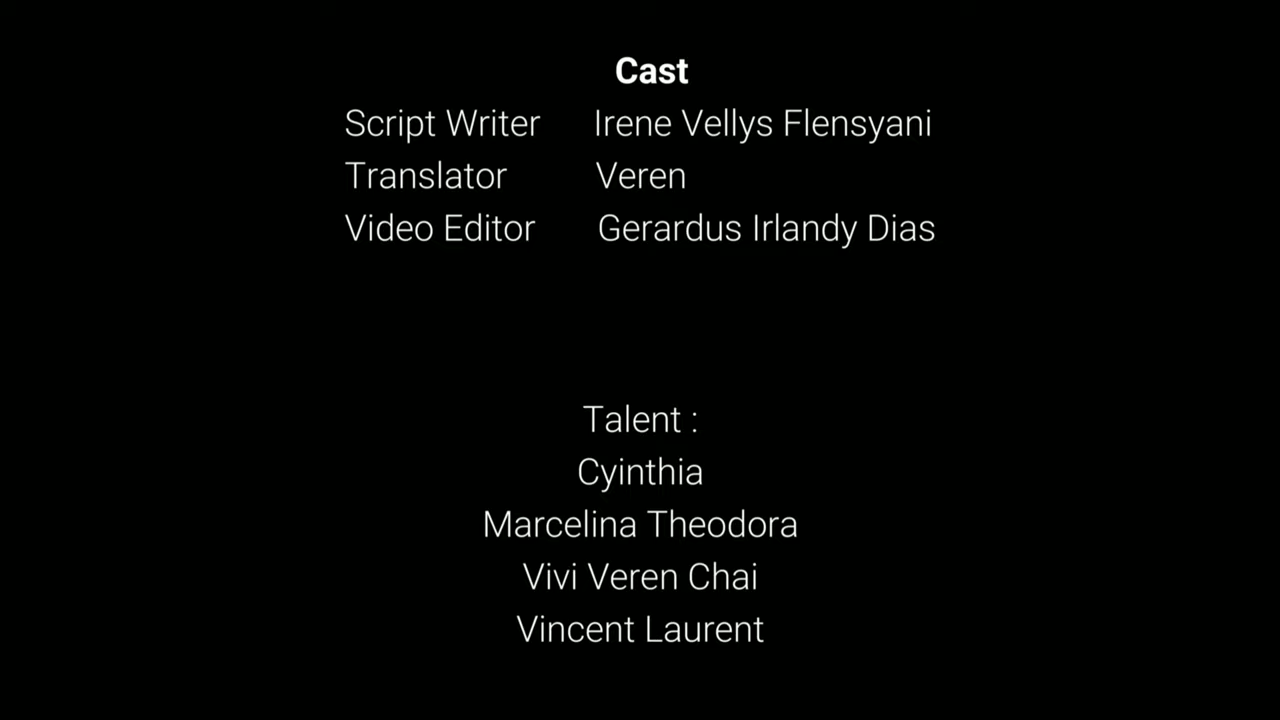 Cast
Script Writer Irene Vellys Flensyani
Translator Veren
Video Editor Gerardus Irlandy Dias
Talent :
Cyinthia
Marcelina Theodora
Vivi Veren Chai
Vincent Laurent